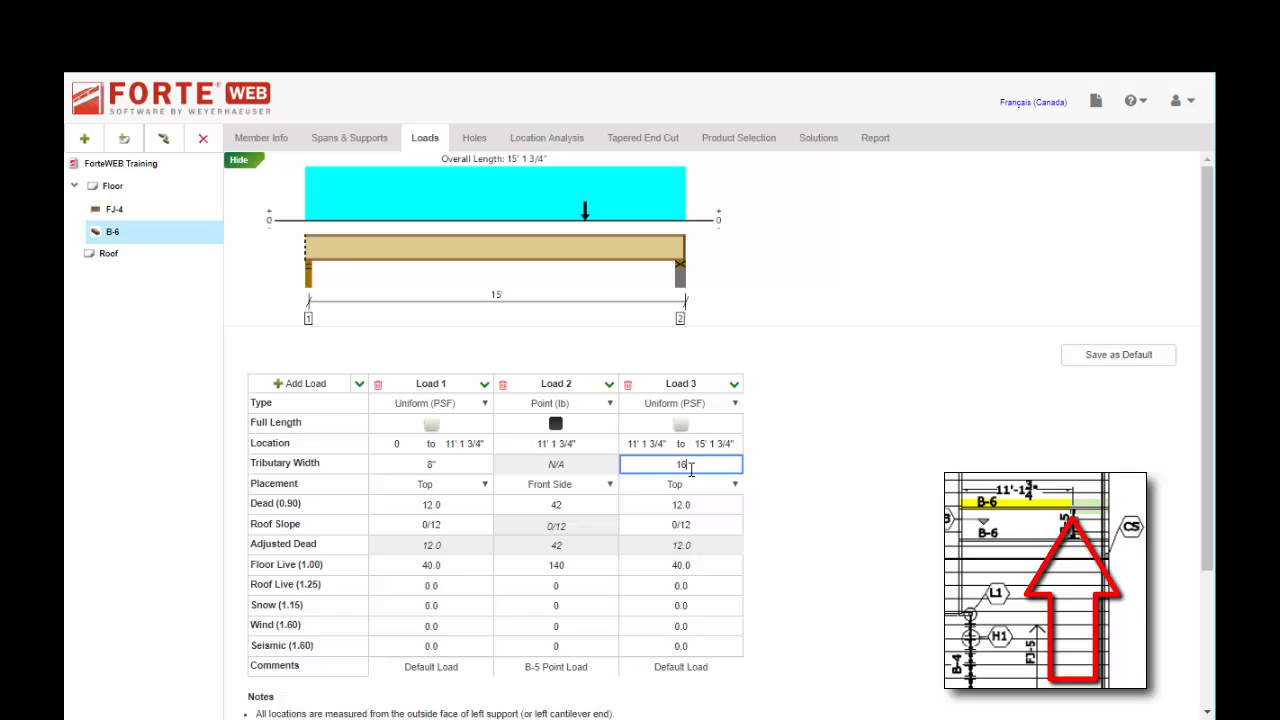 FORTE® WEB
SOFTWARE BY WEYERHAEUSER
Français (Canada)
Member Info Spans & Supports Loads Holes Location Analysis Tapered End Cut Product Selection Solutions Report
ForteWEB Training
Floor
FJ-4
B-6
Roof
Hide
Overall Length: 15' 1 3/4"
+ 0 - + 0 -
15'
1 2
Save as Default
Add Load Load 1 Load 2 Load 3
Type Uniform (PSF) Point (lb) Uniform (PSF)
Full Length
Location 0 to 11' 1 3/4" 11' 1 3/4" 11' 1 3/4" to 15' 1 3/4"
Tributary Width 8" N/A 16
Placement Top Front Side Top
Dead (0.90) 12.0 42 12.0
Roof Slope 0/12 0/12 0/12
Adjusted Dead 12.0 42 12.0
Floor Live (1.00) 40.0 140 40.0
Roof Live (1.25) 0.0 0 0.0
Snow (1.15) 0.0 0 0.0
Wind (1.60) 0.0 0 0.0
Seismic (1.60) 0.0 0 0.0
Comments Default Load B-5 Point Load Default Load
Notes
• All locations are measured from the outside face of left support (or left cantilever end).
11'-1 3/4"
B-6
B-6
CS
L1
H1
FJ-5
B-4